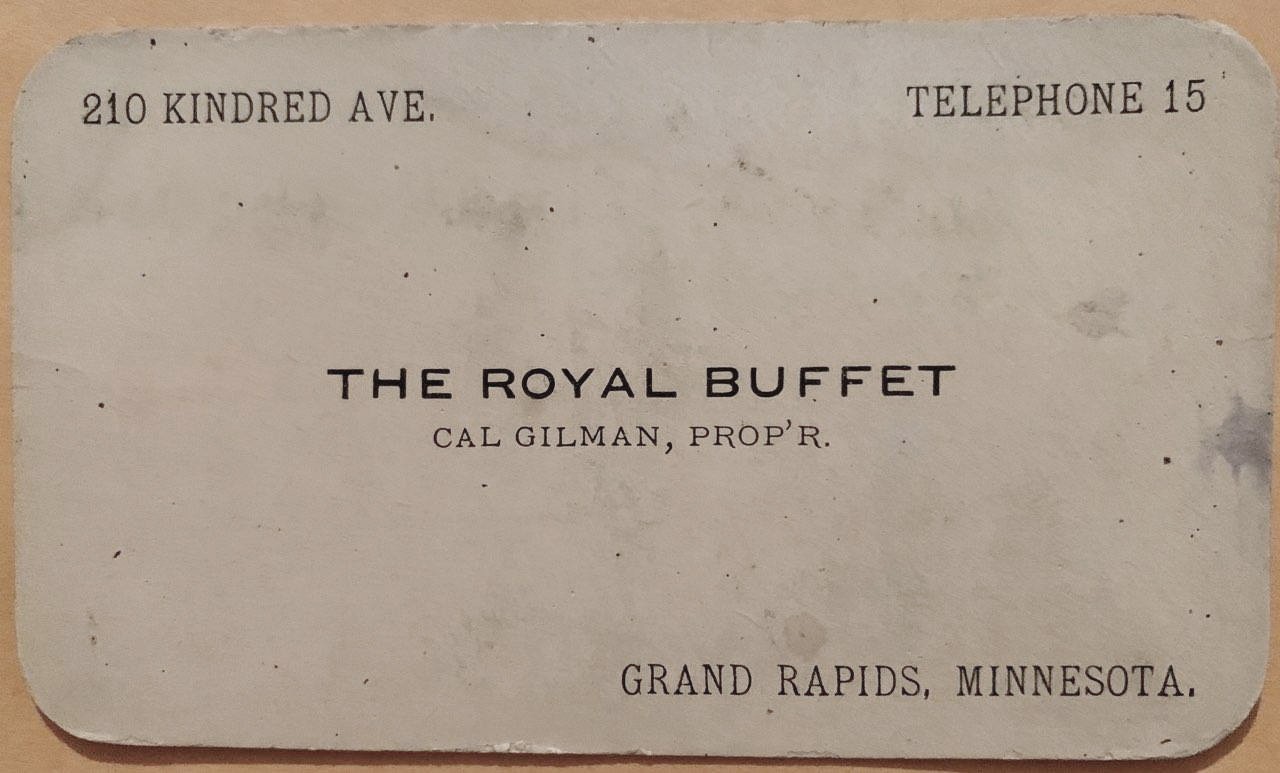 210 KINDRED AVE.
TELEPHONE 15
THE ROYAL BUFFET
CAL GILMAN, PROP'R.
GRAND RAPIDS, MINNESOTA.